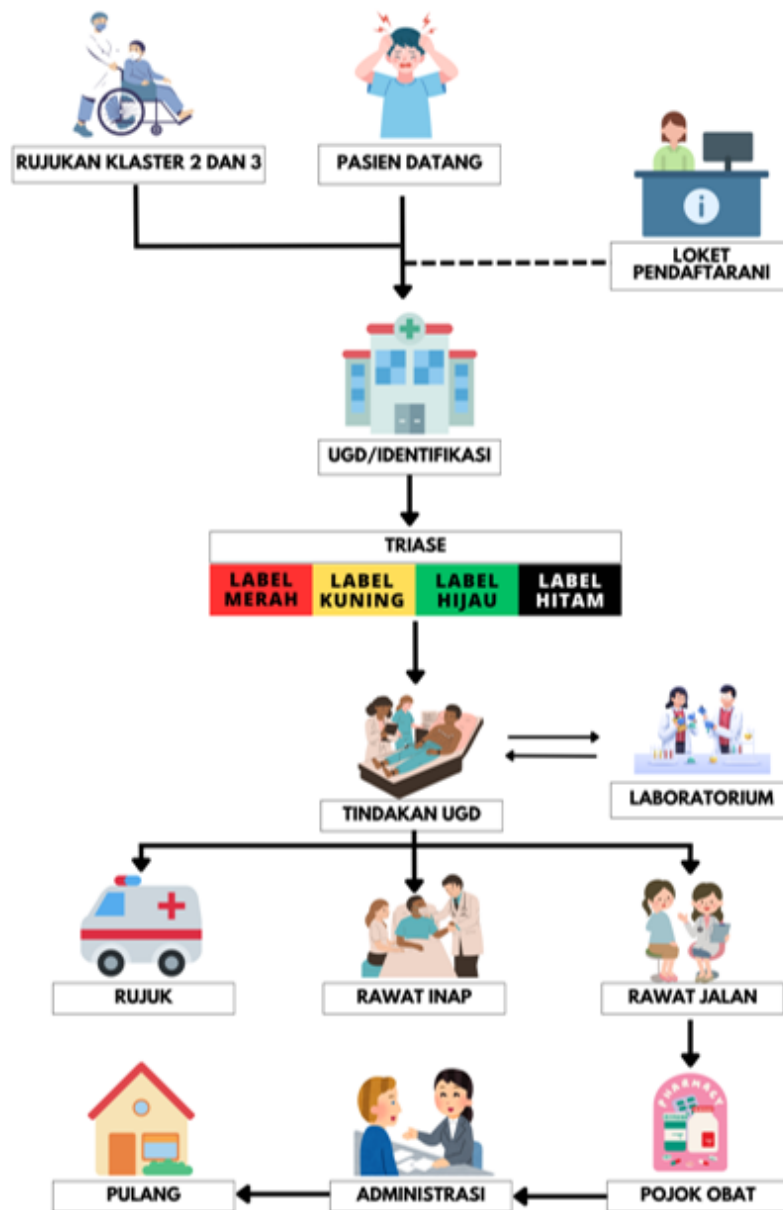 RUJUKAN KLASTER 2 DAN 3
PASIEN DATANG
LOKET
PENDAFTARANI
UGD/IDENTIFIKASI
TRIASE
LABEL
MERAH
LABEL
KUNING
LABEL
HIJAU
LABEL
HITAM
TINDAKAN UGD
LABORATORIUM
RUJUK
RAWAT INAP
RAWAT JALAN
PHARMACY
PULANG
ADMINISTRASI
POJOK OBAT